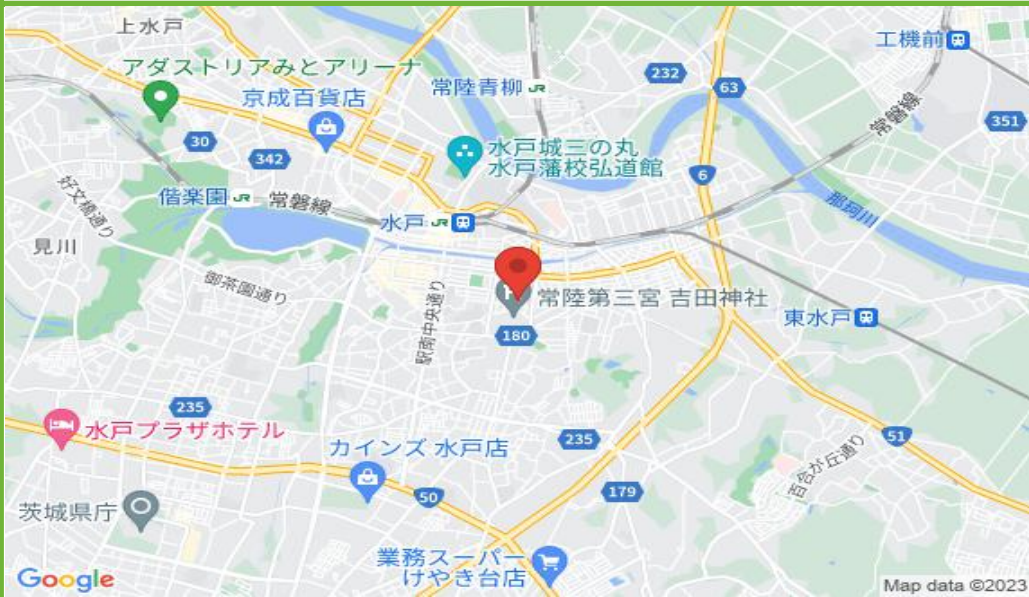 上水戸
工機前
アダストリアみとアリーナ
京成百貨店
常陸青柳 JR
232
63
351
常磐線
30
342
水戸城三の丸
水戸藩校弘道館
6
好文橋通り
偕楽園 JR
常磐線
水戸 JR
那珂川
見川
御茶園通り
駅南中央通り
常陸第三宮 吉田神社
180
東水戸
235
水戸プラザホテル
カインズ 水戸店
235
51
百合が丘通り
50
179
茨城県庁
業務スーパー
けやき台店
Google
Map data ©2023